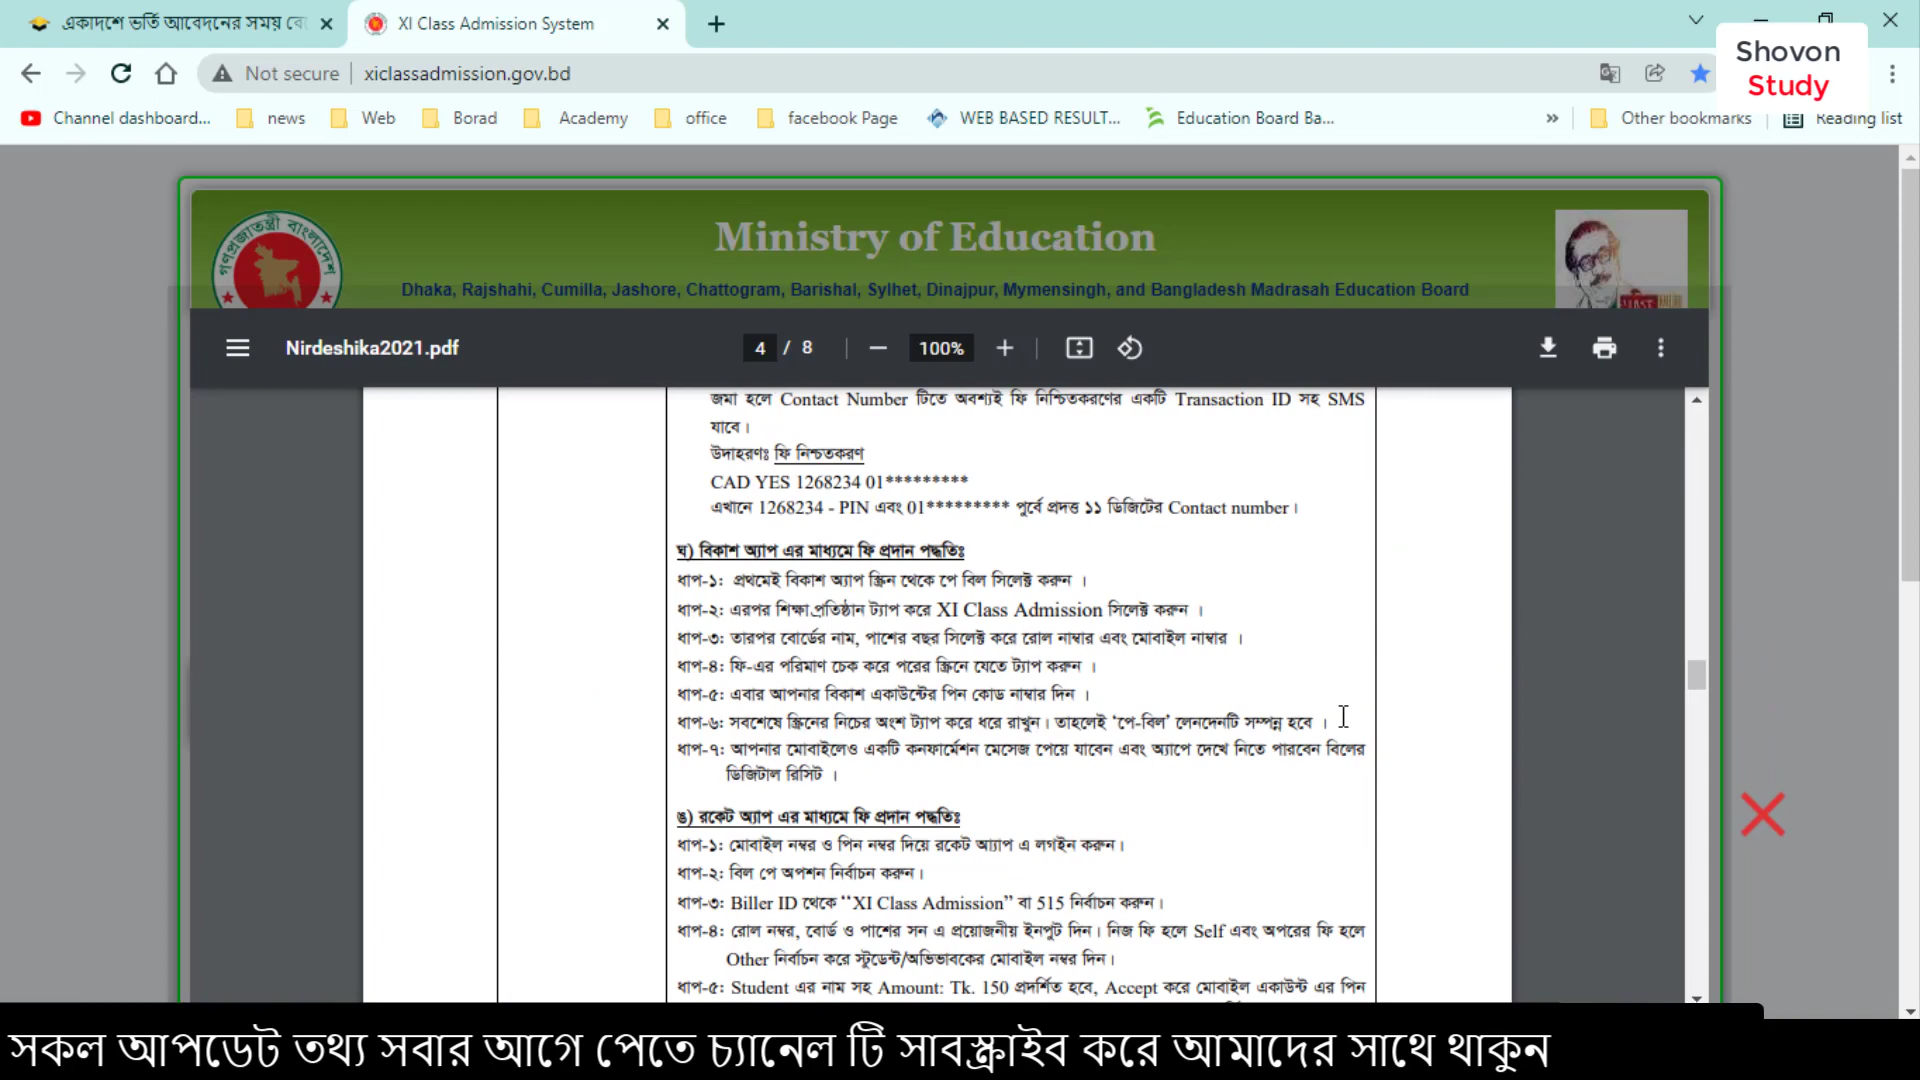 একাদশে ভর্তি আবেদনের সময় বে
XI Class Admission System
Shovon
Study
Not secure
xiclassadmission.gov.bd
Channel dashboard...
news
Web
Borad
Academy
office
facebook Page
WEB BASED RESULT...
Education Board Ba...
»
Other bookmarks
Reading list
গণপ্রজাতন্ত্রী বাংলাদেশ
Ministry of Education
Dhaka, Rajshahi, Cumilla, Jashore, Chattogram, Barishal, Sylhet, Dinajpur, Mymensingh, and Bangladesh Madrasah Education Board
Nirdeshika2021.pdf
4 / 8
100%
জমা হলে Contact Number টিতে অবশ্যই ফি নিশ্চিতকরণের একটি Transaction ID সহ SMS
যাবে।
উদাহরণঃ ফি নিশ্চতকরণ
CAD YES 1268234 01*********
এখানে 1268234 - PIN এবং 01********* পুর্বে প্রদত্ত ১১ ডিজিটের Contact number।
ঘ) বিকাশ অ্যাপ এর মাধ্যমে ফি প্রদান পদ্ধতিঃ
ধাপ-১: প্রথমেই বিকাশ অ্যাপ স্ক্রিন থেকে পে বিল সিলেক্ট করুন ।
ধাপ-২: এরপর শিক্ষা প্রতিষ্ঠান ট্যাপ করে XI Class Admission সিলেক্ট করুন ।
ধাপ-৩: তারপর বোর্ডের নাম, পাশের বছর সিলেক্ট করে রোল নাম্বার এবং মোবাইল নাম্বার ।
ধাপ-৪: ফি-এর পরিমাণ চেক করে পরের স্ক্রিনে যেতে ট্যাপ করুন ।
ধাপ-৫: এবার আপনার বিকাশ একাউন্টের পিন কোড নাম্বার দিন ।
ধাপ-৬: সবশেষে স্ক্রিনের নিচের অংশ ট্যাপ করে ধরে রাখুন। তাহলেই ‘পে-বিল’ লেনদেনটি সম্পন্ন হবে ।
ধাপ-৭: আপনার মোবাইলেও একটি কনফার্মেশন মেসেজ পেয়ে যাবেন এবং অ্যাপে দেখে নিতে পারবেন বিলের
ডিজিটাল রিসিট ।
ঙ) রকেট অ্যাপ এর মাধ্যমে ফি প্রদান পদ্ধতিঃ
ধাপ-১: মোবাইল নম্বর ও পিন নম্বর দিয়ে রকেট আ্যাপ এ লগইন করুন।
ধাপ-২: বিল পে অপশন নির্বাচন করুন।
ধাপ-৩: Biller ID থেকে ‘‘XI Class Admission’’ বা 515 নির্বাচন করুন।
ধাপ-৪: রোল নম্বর, বোর্ড ও পাশের সন এ প্রয়োজনীয় ইনপুট দিন। নিজ ফি হলে Self এবং অপরের ফি হলে
Other নির্বাচন করে স্টুডেন্ট/অভিভাবকের মোবাইল নম্বর দিন।
ধাপ-৫: Student এর নাম সহ Amount: Tk. 150 প্রদর্শিত হবে, Accept করে মোবাইল একাউন্ট এর পিন
সকল আপডেট তথ্য সবার আগে পেতে চ্যানেল টি সাবস্ক্রাইব করে আমাদের সাথে থাকুন